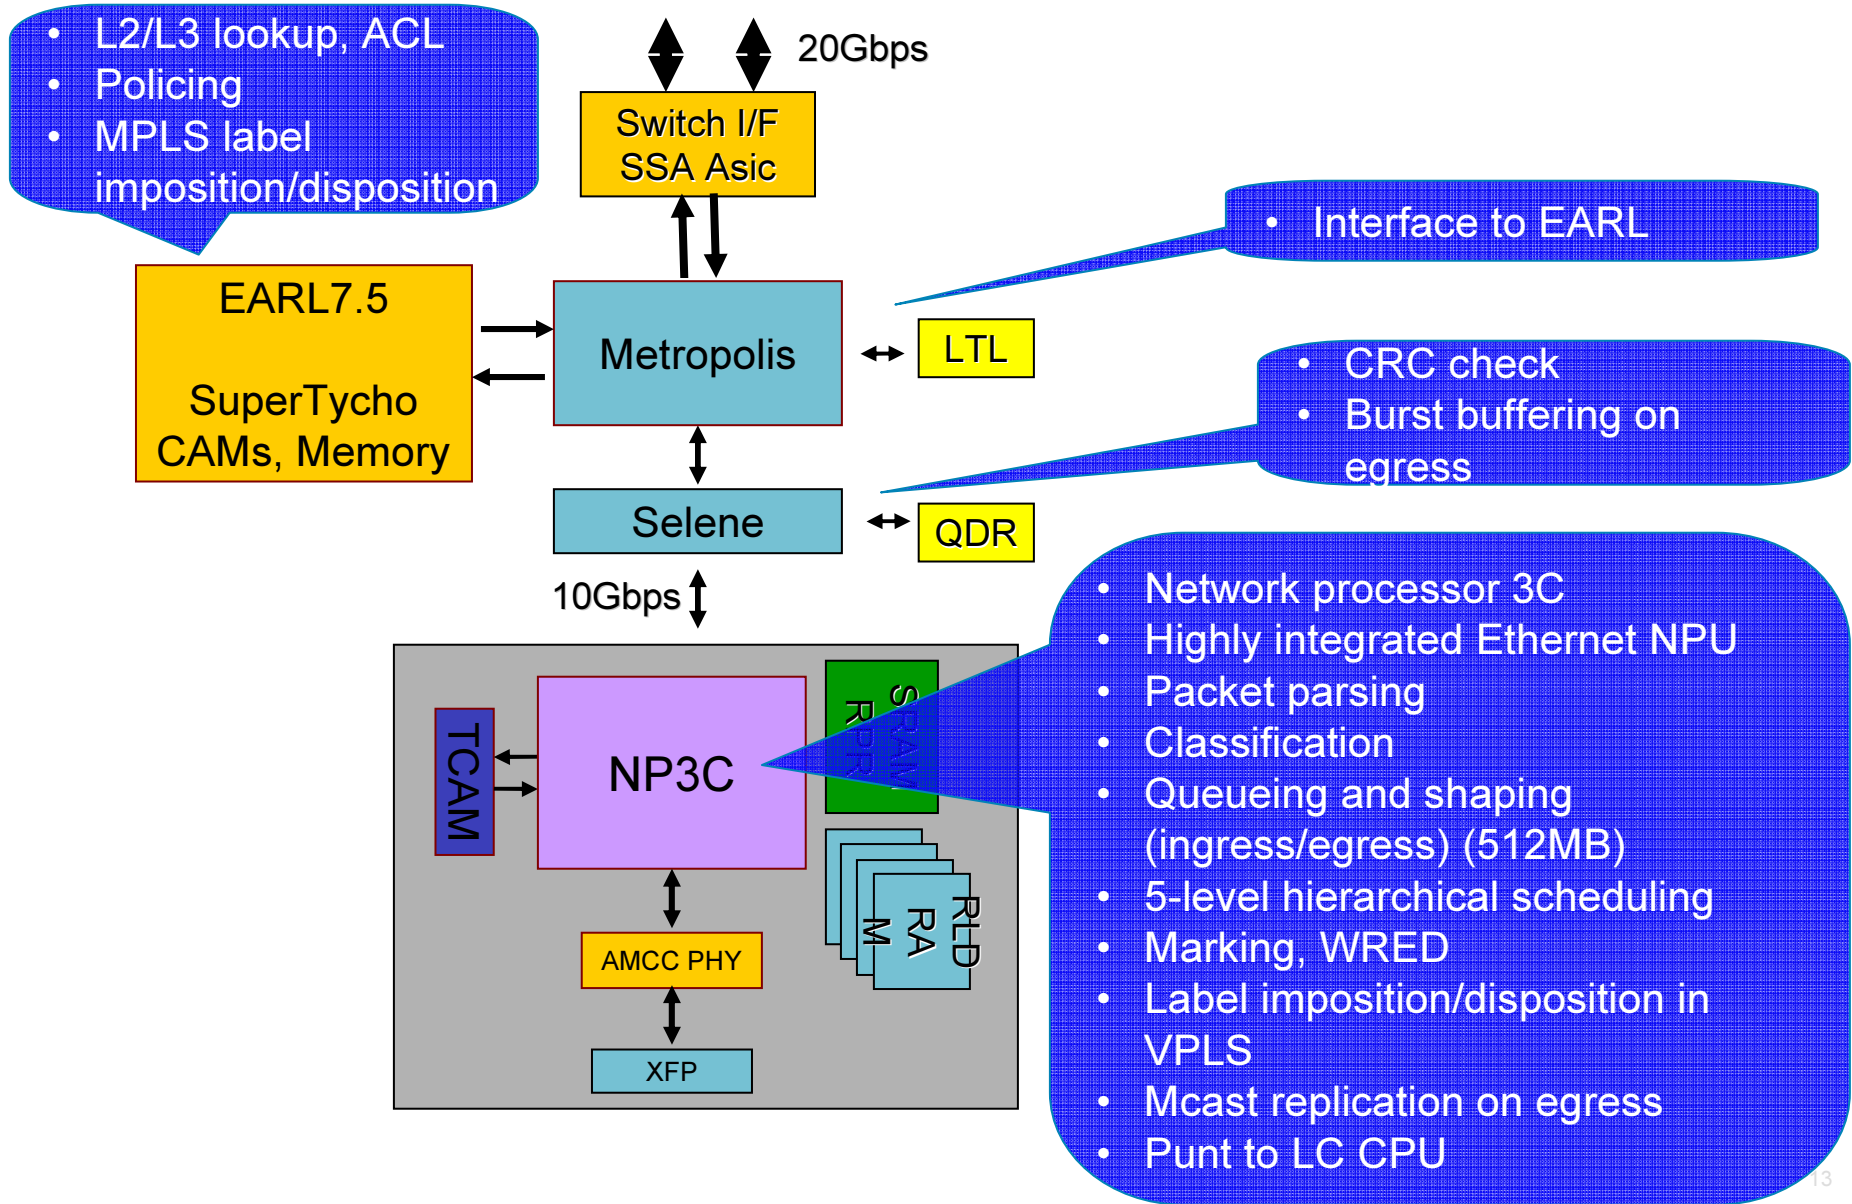 • L2/L3 lookup, ACL
• Policing
• MPLS label
imposition/disposition
20Gbps
Switch I/F
SSA Asic
• Interface to EARL
EARL7.5
SuperTycho
CAMs, Memory
Metropolis
LTL
• CRC check
• Burst buffering on
egress
Selene
QDR
10Gbps
TCAM
NP3C
SRAM
RPR
RLD
RA
M
AMCC PHY
XFP
• Network processor 3C
• Highly integrated Ethernet NPU
• Packet parsing
• Classification
• Queueing and shaping
(ingress/egress) (512MB)
• 5-level hierarchical scheduling
• Marking, WRED
• Label imposition/disposition in
VPLS
• Mcast replication on egress
• Punt to LC CPU
13